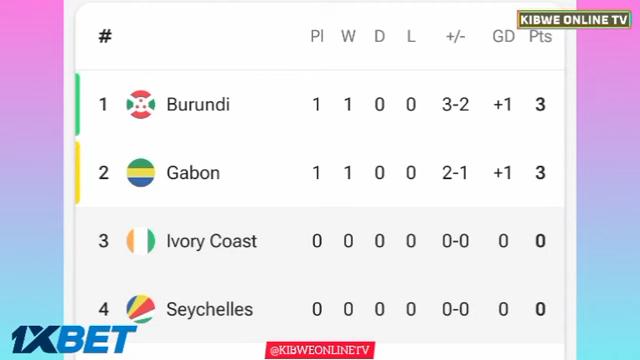 KIBWE ONLINE TV
# Pl W D L +/- GD Pts
1 Burundi 1 1 0 0 3-2 +1 3
2 Gabon 1 1 0 0 2-1 +1 3
3 Ivory Coast 0 0 0 0 0-0 0 0
4 Seychelles 0 0 0 0 0-0 0 0
1XBET
@KIBWEONLINETV